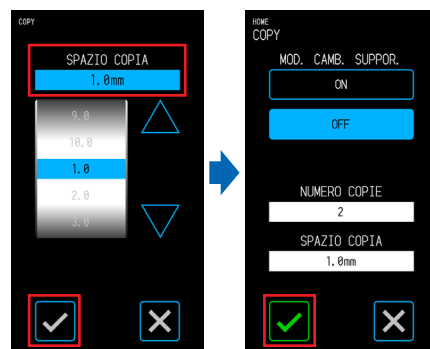 COPY
SPAZIO COPIA
1.0mm
9.0
10.0
1.0
2.0
3.0
HOME
COPY
MOD. CAMB. SUPPOR.
ON
OFF
NUMERO COPIE
2
SPAZIO COPIA
1.0mm